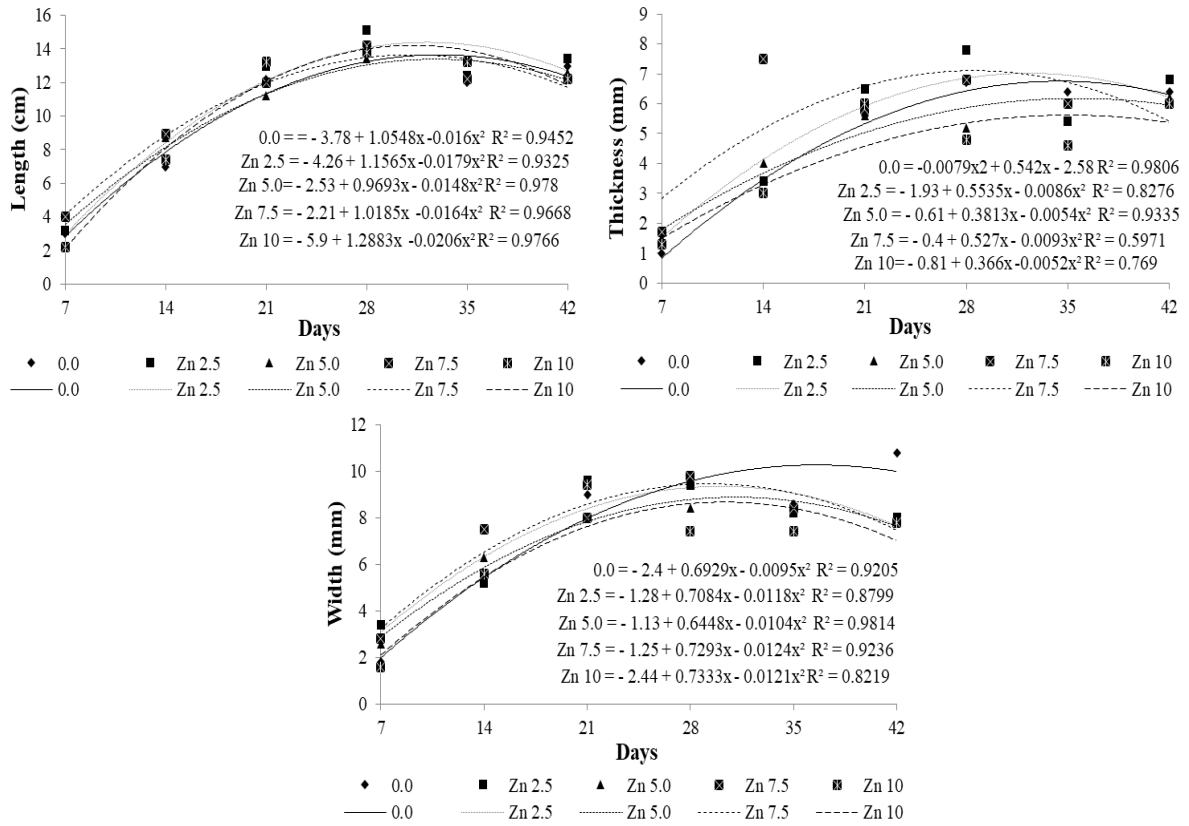 Length (cm)
16
14
12
10
8
6
4
2
0
0.0 = = - 3.78 + 1.0548x -0.016x² R² = 0.9452
Zn 2.5 = - 4.26 + 1.1565x -0.0179x² R² = 0.9325
Zn 5.0= - 2.53 + 0.9693x -0.0148x² R² = 0.978
Zn 7.5 = - 2.21 + 1.0185x -0.0164x² R² = 0.9668
Zn 10 = - 5.9 + 1.2883x -0.0206x² R² = 0.9766
7 14 21 28 35 42
Days
0.0 Zn 2.5 Zn 5.0 Zn 7.5 Zn 10
0.0 Zn 2.5 Zn 5.0 Zn 7.5 Zn 10
Thickness (mm)
9
8
7
6
5
4
3
2
1
0
0.0 = -0.0079x2 + 0.542x - 2.58 R² = 0.9806
Zn 2.5 = - 1.93 + 0.5535x -0.0086x² R² = 0.8276
Zn 5.0 = - 0.61 + 0.3813x -0.0054x² R² = 0.9335
Zn 7.5 = - 0.4 + 0.527x -0.0093x² R² = 0.5971
Zn 10= - 0.81 + 0.366x -0.0052x² R² = 0.769
7 14 21 28 35 42
Days
0.0 Zn 2.5 Zn 5.0 Zn 7.5 Zn 10
0.0 Zn 2.5 Zn 5.0 Zn 7.5 Zn 10
Width (mm)
12
10
8
6
4
2
0
0.0 = - 2.4 + 0.6929x - 0.0095x² R² = 0.9205
Zn 2.5 = - 1.28 + 0.7084x - 0.0118x² R² = 0.8799
Zn 5.0 = - 1.13 + 0.6448x - 0.0104x² R² = 0.9814
Zn 7.5 = - 1.25 + 0.7293x - 0.0124x² R² = 0.9236
Zn 10 = - 2.44 + 0.7333x - 0.0121x² R² = 0.8219
7 14 21 28 35 42
Days
0.0 Zn 2.5 Zn 5.0 Zn 7.5 Zn 10
0.0 Zn 2.5 Zn 5.0 Zn 7.5 Zn 10